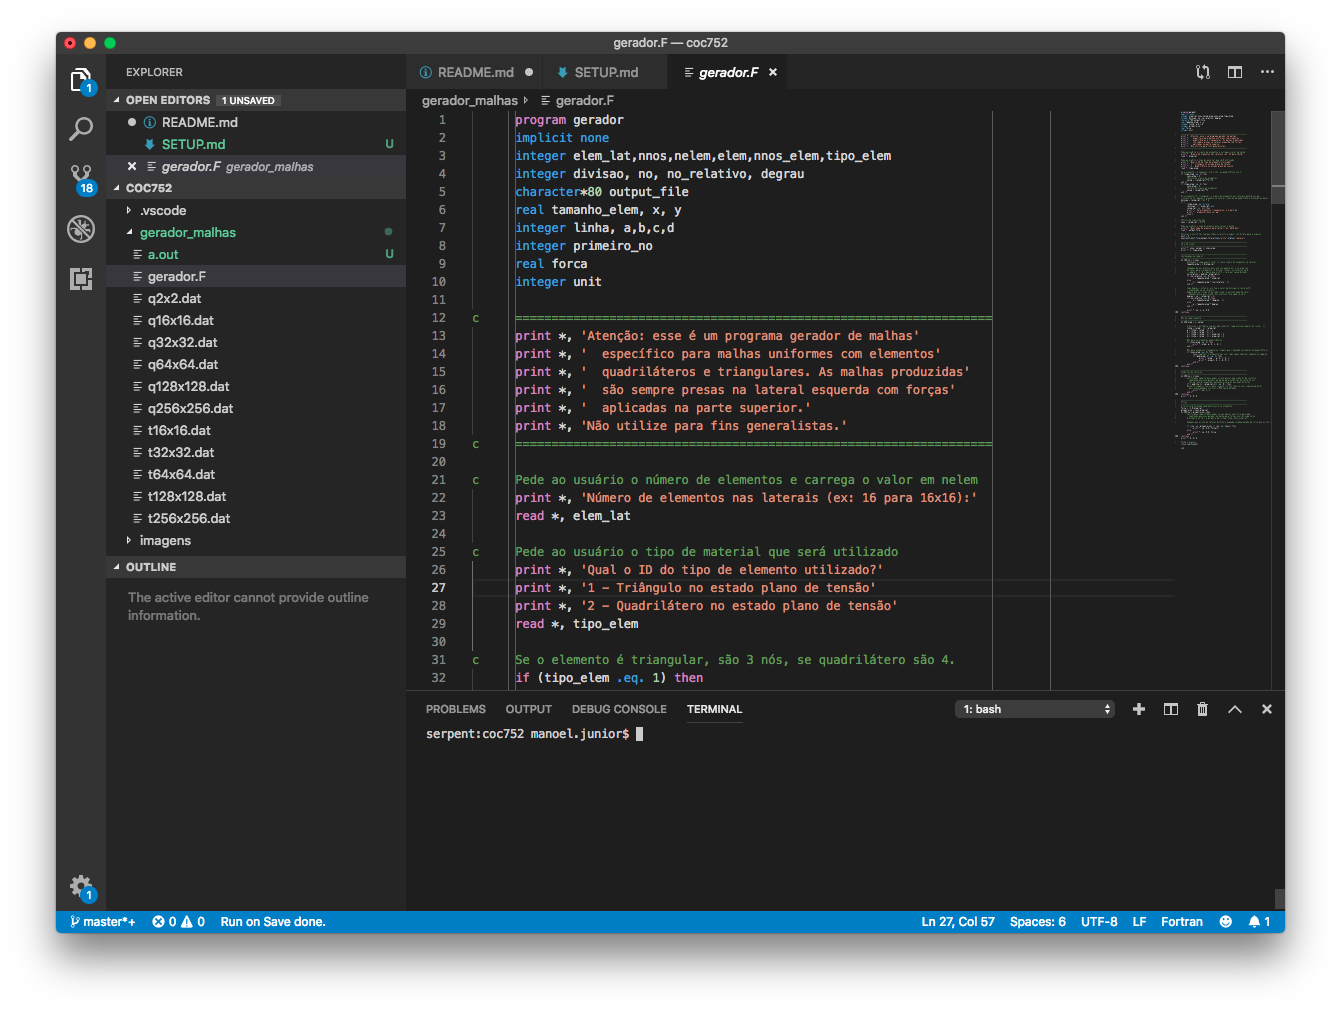 gerador.F — coc752
EXPLORER
OPEN EDITORS 1 UNSAVED
README.md
SETUP.md U
gerador.F gerador_malhas
COC752
.vscode
gerador_malhas
a.out U
gerador.F
q2x2.dat
q16x16.dat
q32x32.dat
q64x64.dat
q128x128.dat
q256x256.dat
t16x16.dat
t32x32.dat
t64x64.dat
t128x128.dat
t256x256.dat
imagens
OUTLINE
The active editor cannot provide outline
information.
1
18
1
README.md SETUP.md gerador.F
gerador_malhas gerador.F
1 program gerador
2 implicit none
3 integer elem_lat,nnos,nelem,elem,nnos_elem,tipo_elem
4 integer divisao, no, no_relativo, degrau
5 character*80 output_file
6 real tamanho_elem, x, y
7 integer linha, a,b,c,d
8 integer primeiro_no
9 real forca
10 integer unit
11
12 c ==================================================================
13 print *, 'Atenção: esse é um programa gerador de malhas'
14 print *, '  específico para malhas uniformes com elementos'
15 print *, '  quadriláteros e triangulares. As malhas produzidas'
16 print *, '  são sempre presas na lateral esquerda com forças'
17 print *, '  aplicadas na parte superior.'
18 print *, 'Não utilize para fins generalistas.'
19 c ==================================================================
20
21 c Pede ao usuário o número de elementos e carrega o valor em nelem
22 print *, 'Número de elementos nas laterais (ex: 16 para 16x16):'
23 read *, elem_lat
24
25 c Pede ao usuário o tipo de material que será utilizado
26 print *, 'Qual o ID do tipo de elemento utilizado?'
27 print *, '1 – Triângulo no estado plano de tensão'
28 print *, '2 – Quadrilátero no estado plano de tensão'
29 read *, tipo_elem
30
31 c Se o elemento é triangular, são 3 nós, se quadrilátero são 4.
32 if (tipo_elem .eq. 1) then
PROBLEMS OUTPUT DEBUG CONSOLE TERMINAL 1: bash
serpent:coc752 manoel.junior$
master*+ 0 0 Run on Save done. Ln 27, Col 57 Spaces: 6 UTF-8 LF Fortran 1